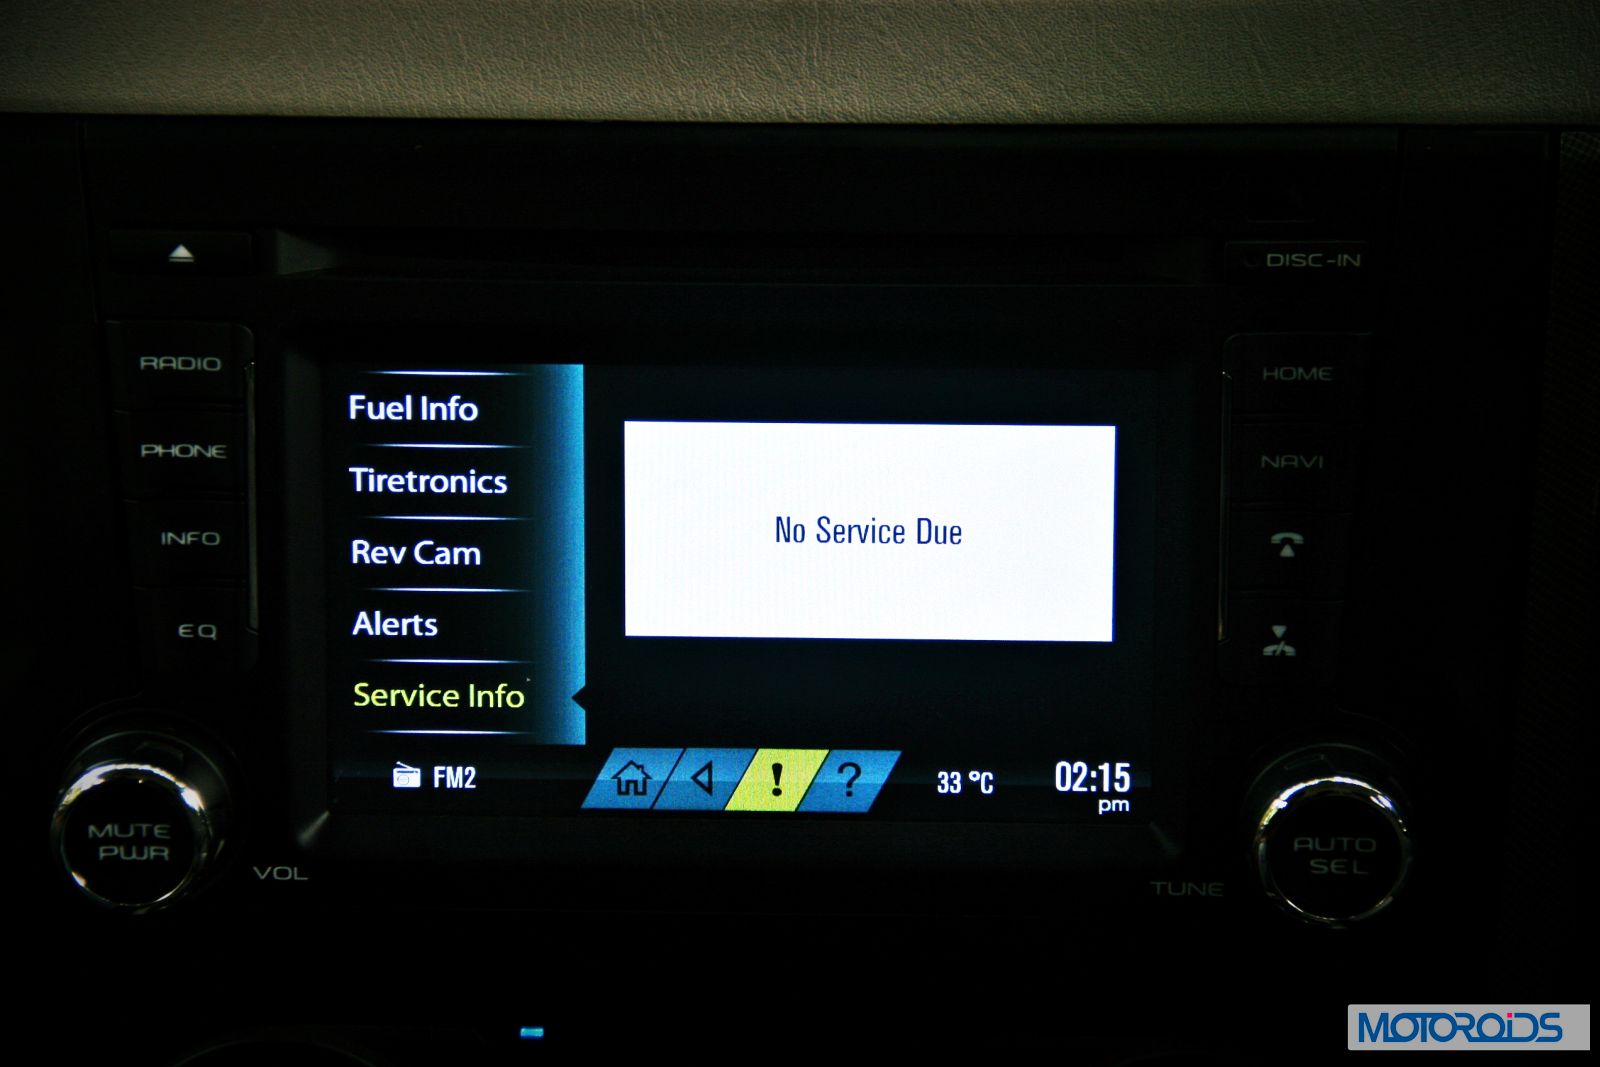 DISC-IN
RADIO
PHONE
INFO
EQ
Fuel Info
Tiretronics
Rev Cam
Alerts
Service Info
No Service Due
HOME
NAVI
FM2
!
?
33 °C
02:15
pm
MUTE
PWR
VOL
AUTO
SEL
TUNE
MOTOROIDS